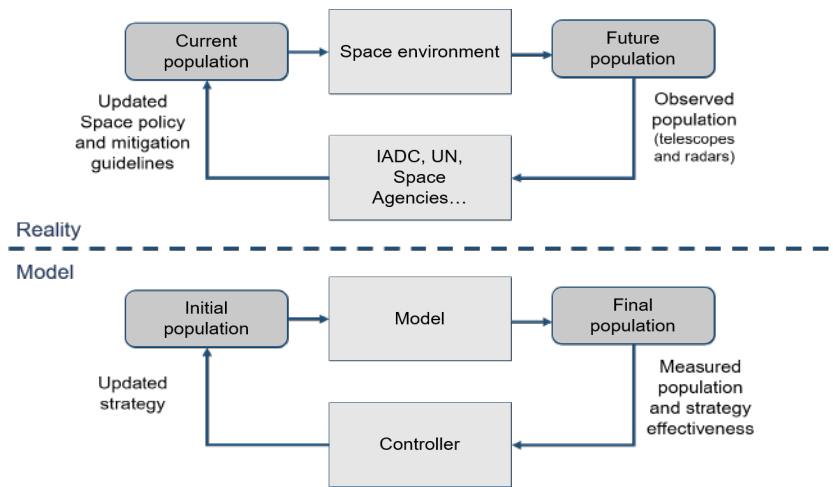 Current
population
Space environment
Future
population
Updated
Space policy
and mitigation
guidelines
Observed
population
(telescopes
and radars)
IADC, UN,
Space
Agencies…
Reality
Model
Initial
population
Model
Final
population
Updated
strategy
Measured
population
and strategy
effectiveness
Controller